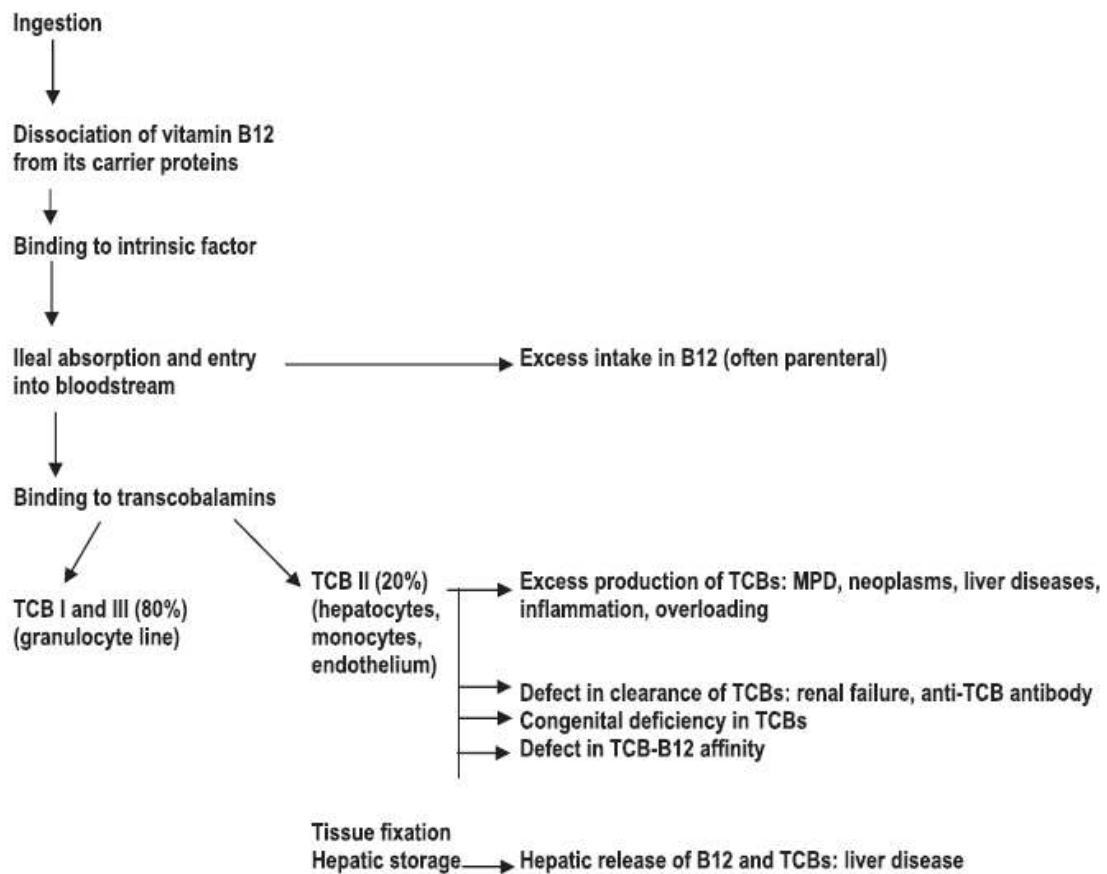 Ingestion
Dissociation of vitamin B12
from its carrier proteins
Binding to intrinsic factor
Ileal absorption and entry
into bloodstream
Excess intake in B12 (often parenteral)
Binding to transcobalamins
TCB I and III (80%)
(granulocyte line)
TCB II (20%)
(hepatocytes,
monocytes,
endothelium)
Excess production of TCBs: MPD, neoplasms, liver diseases,
inflammation, overloading
Defect in clearance of TCBs: renal failure, anti-TCB antibody
Congenital deficiency in TCBs
Defect in TCB-B12 affinity
Tissue fixation
Hepatic storage
Hepatic release of B12 and TCBs: liver disease